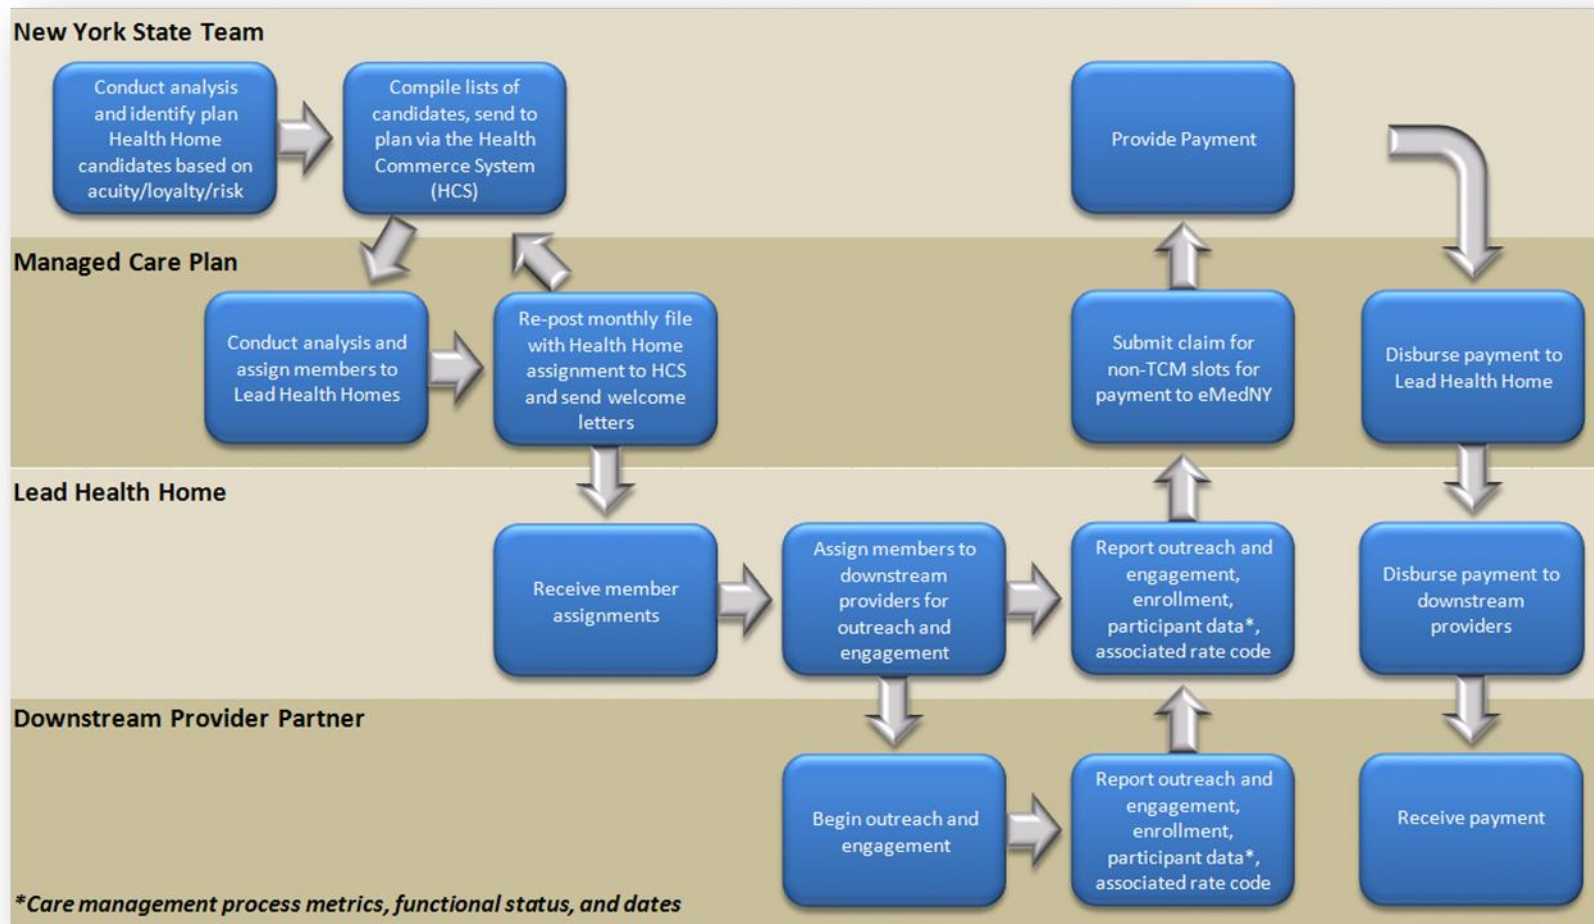 New York State Team
Conduct analysis
and identify plan
Health Home
candidates based on
acuity/loyalty/risk
Compile lists of
candidates, send to
plan via the Health
Commerce System
(HCS)
Provide Payment
Managed Care Plan
Conduct analysis and
assign members to
Lead Health Homes
Re-post monthly file
with Health Home
assignment to HCS
and send welcome
letters
Submit claim for
non-TCM slots for
payment to eMedNY
Disburse payment to
Lead Health Home
Lead Health Home
Receive member
assignments
Assign members to
downstream
providers for
outreach and
engagement
Report outreach and
engagement,
enrollment,
participant data*,
associated rate code
Disburse payment to
downstream
providers
Downstream Provider Partner
Begin outreach and
engagement
Report outreach and
engagement,
enrollment,
participant data*,
associated rate code
Receive payment
*Care management process metrics, functional status, and dates